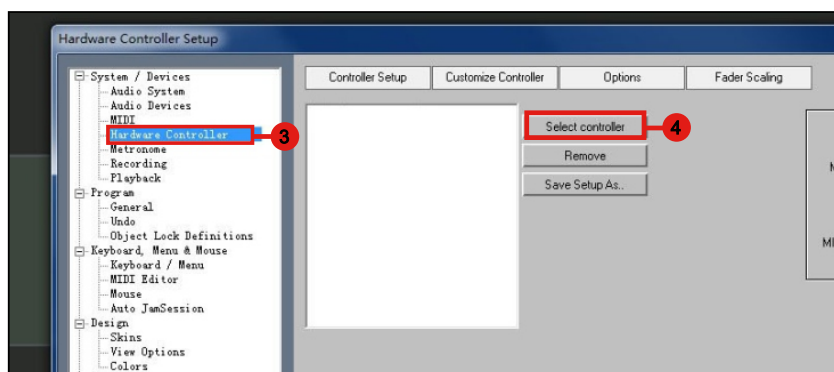 Hardware Controller Setup
System / Devices
Audio System
Audio Devices
MIDI
Hardware Controller
3
Metronome
Recording
Playback
Program
General
Undo
Object Lock Definitions
Keyboard, Menu & Mouse
Keyboard / Menu
MIDI Editor
Mouse
Auto JamSession
Design
Skins
View Options
Colors
Controller Setup
Customize Controller
Options
Fader Scaling
Select controller
4
Remove
Save Setup As..